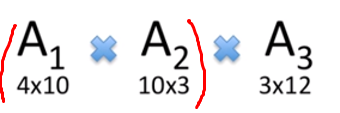 (A₁ ✖ A₂) ✖ A₃
4x10 10x3 3x12